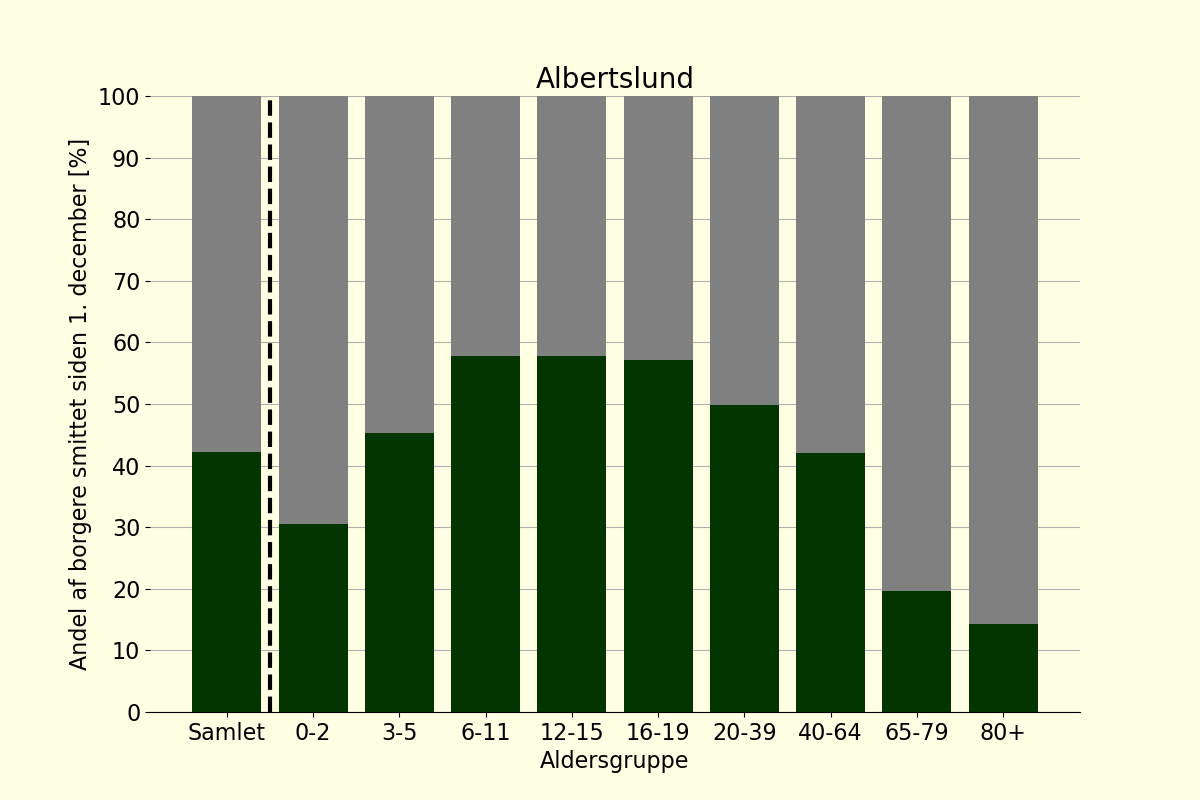 Albertslund
Andel af borgere smittet siden 1. december [%]
100
90
80
70
60
50
40
30
20
10
0
Samlet 0-2 3-5 6-11 12-15 16-19 20-39 40-64 65-79 80+
Aldersgruppe